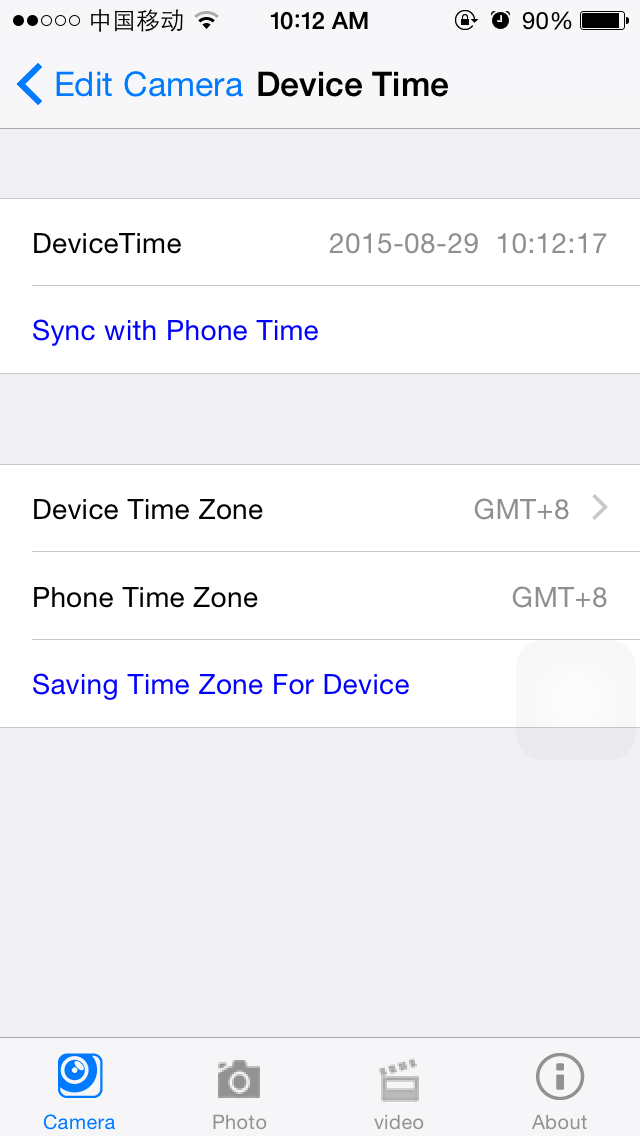 中国移动 10:12 AM 90%
Edit Camera Device Time
DeviceTime 2015-08-29 10:12:17
Sync with Phone Time
Device Time Zone GMT+8
Phone Time Zone GMT+8
Saving Time Zone For Device
Camera Photo video About